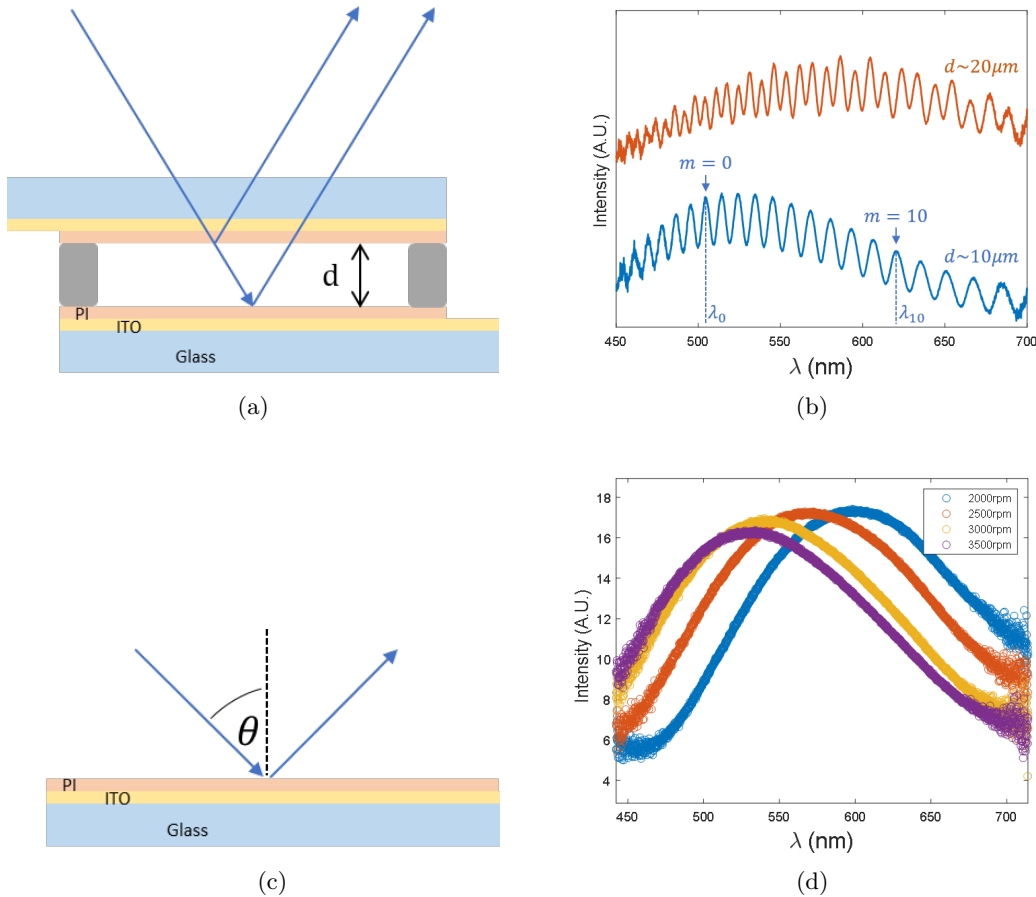 d
PI
ITO
Glass
(a)
Intensity (A.U.)
d~20μm
m = 0
m = 10
d~10μm
λ₀
λ₁₀
450 500 550 600 650 700
λ (nm)
(b)
θ
PI
ITO
Glass
(c)
Intensity (A.U.)
18
16
14
12
10
8
6
4
2000rpm
2500rpm
3000rpm
3500rpm
450 500 550 600 650 700
λ (nm)
(d)